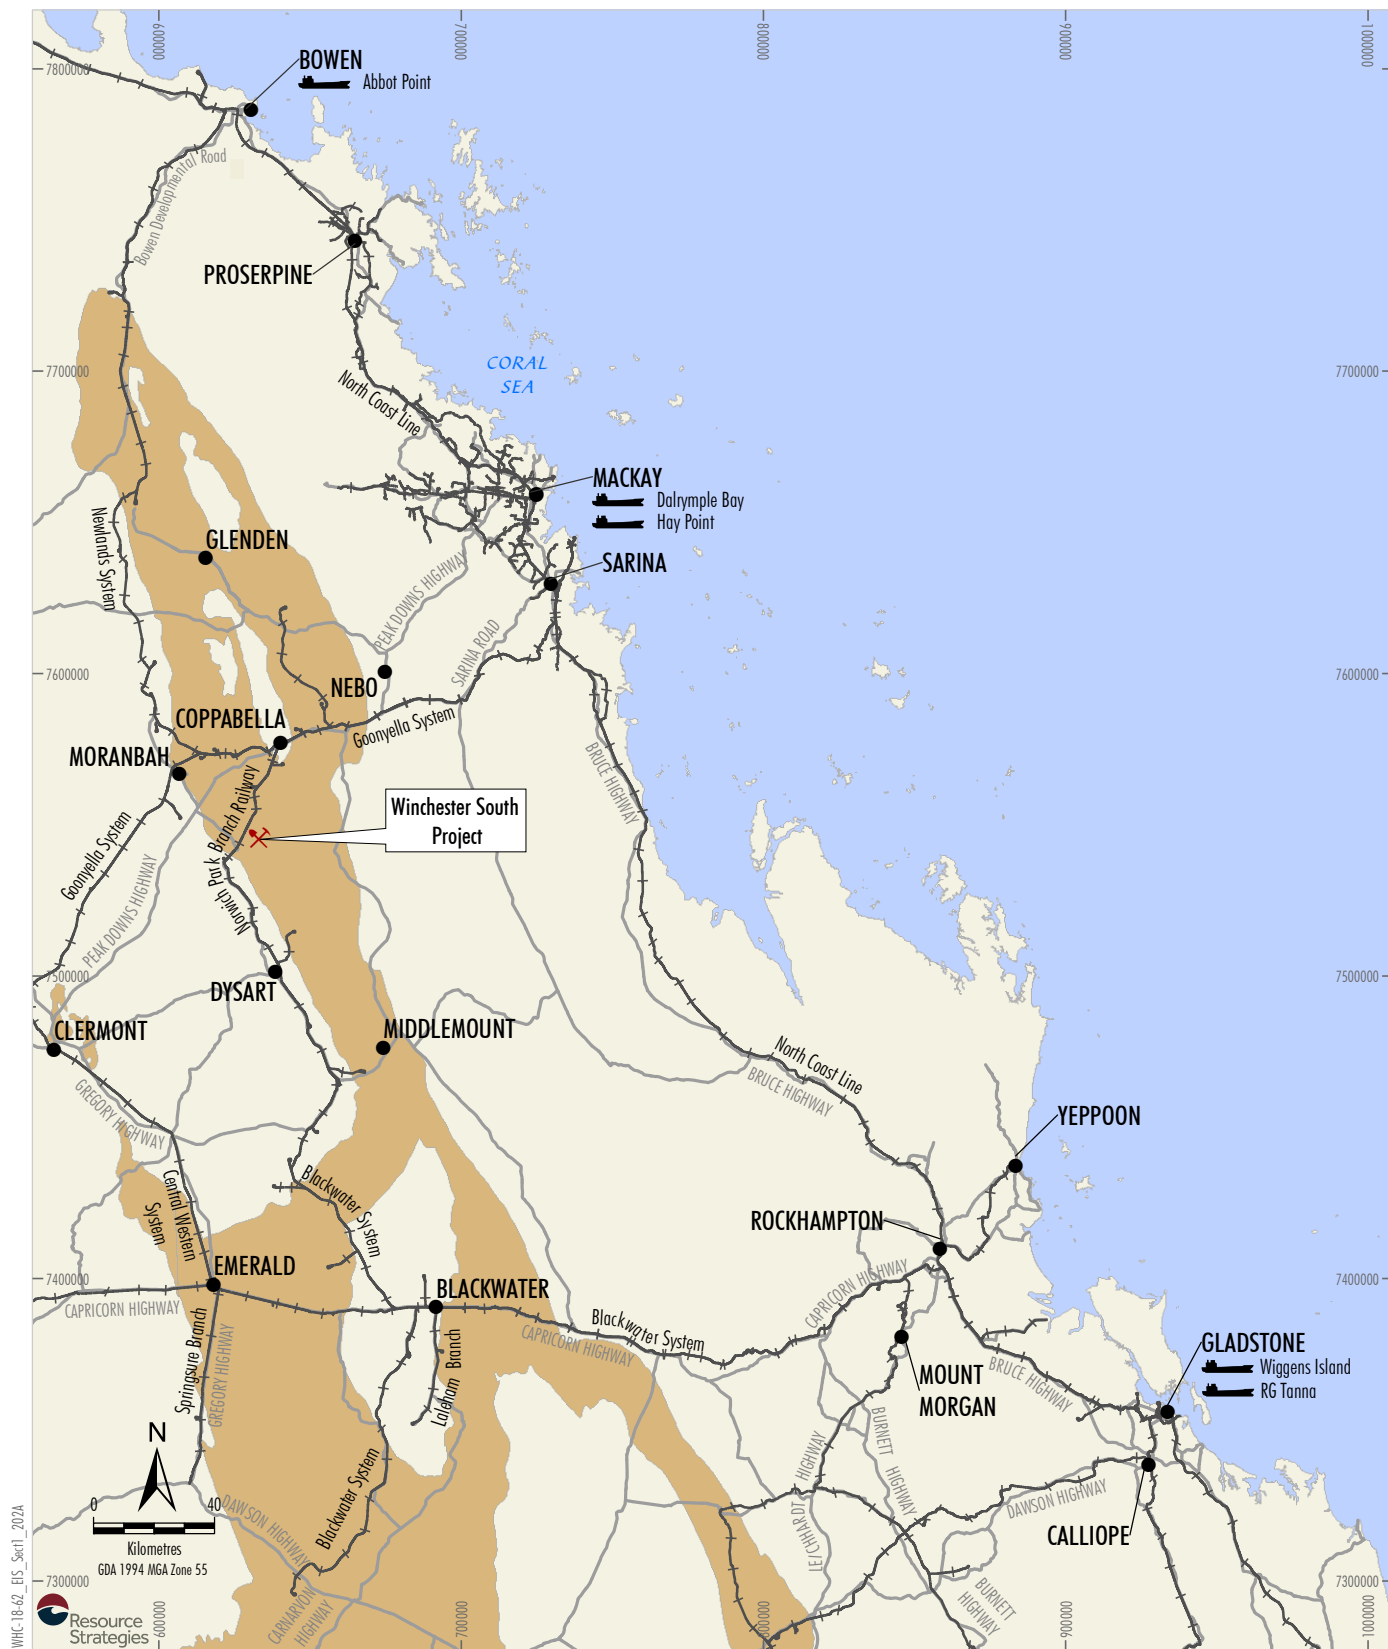 600000
700000
800000
900000
1000000
7800000
BOWEN
Abbot Point
Bowen Developmental Road
PROSERPINE
CORAL
SEA
7700000
7700000
North Coast Line
MACKAY
Dalrymple Bay
Hay Point
Newlands System
GLENDEN
SARINA
PEAK DOWNS HIGHWAY
SARINA ROAD
7600000
7600000
NEBO
COPPABELLA
Goonyella System
MORANBAH
BRUCE HIGHWAY
Winchester South
Project
Norwich Park Branch Railway
Goonyella System
PEAK DOWNS HIGHWAY
7500000
7500000
DYSART
CLERMONT
MIDDLEMOUNT
North Coast Line
BRUCE HIGHWAY
GREGORY HIGHWAY
YEPPOON
Central Western
System
Blackwater System
ROCKHAMPTON
EMERALD
7400000
7400000
CAPRICORN HIGHWAY
BLACKWATER
CAPRICORN HIGHWAY
Blackwater System
CAPRICORN HIGHWAY
Springsure Branch
GREGORY HIGHWAY
Laleham Branch
GLADSTONE
Wiggens Island
RG Tanna
MOUNT
MORGAN
BRUCE HIGHWAY
BURNETT HIGHWAY
LEICHHARDT HIGHWAY
DAWSON HIGHWAY
CALLIOPE
N
0
40
Kilometres
GDA 1994 MGA Zone 55
DAWSON HIGHWAY
Blackwater System
CARNARVON
HIGHWAY
BURNETT
HIGHWAY
7300000
7300000
600000
700000
800000
900000
1000000
Resource
Strategies
WHC-18-62_EIS_Sect1_202A